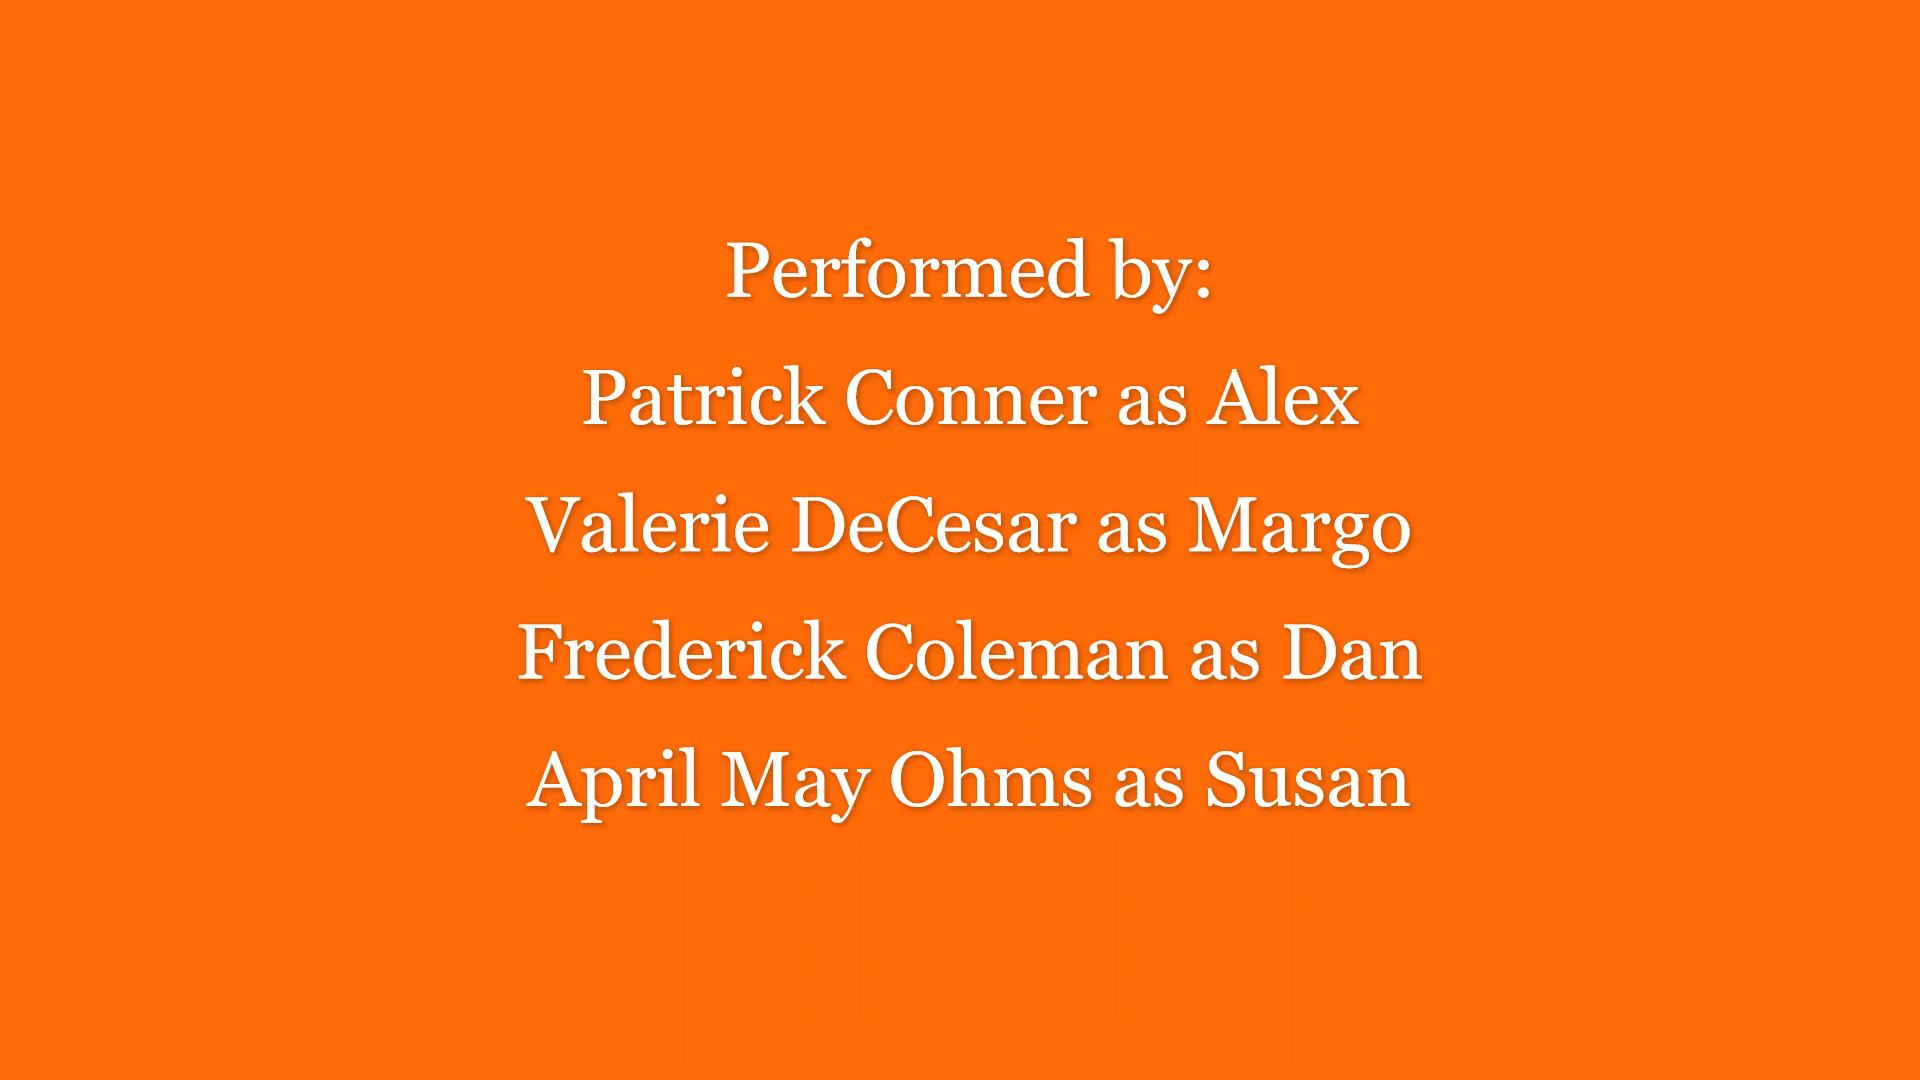 Performed by:
Patrick Conner as Alex
Valerie DeCesar as Margo
Frederick Coleman as Dan
April May Ohms as Susan